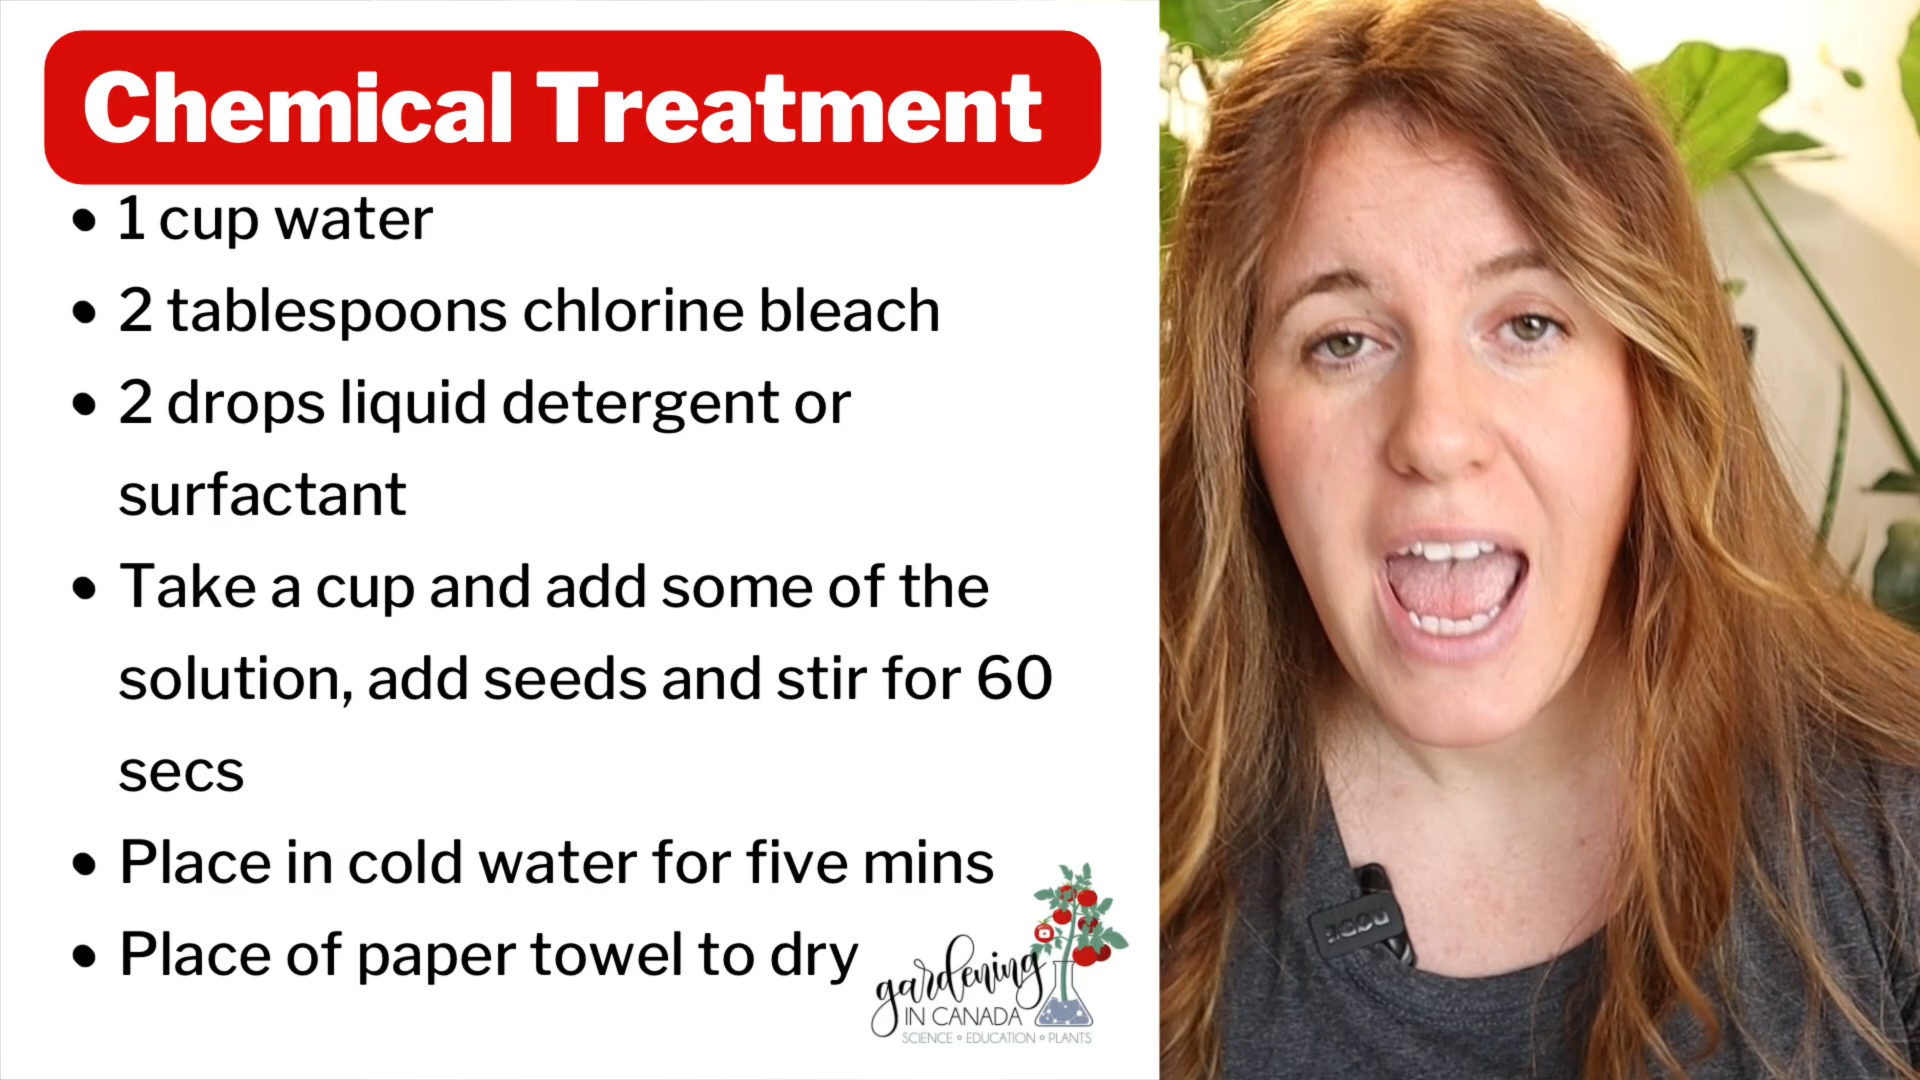 Chemical Treatment
• 1 cup water
• 2 tablespoons chlorine bleach
• 2 drops liquid detergent or
surfactant
• Take a cup and add some of the
solution, add seeds and stir for 60
secs
• Place in cold water for five mins
• Place of paper towel to dry
gardening
IN CANADA
SCIENCE • EDUCATION • PLANTS